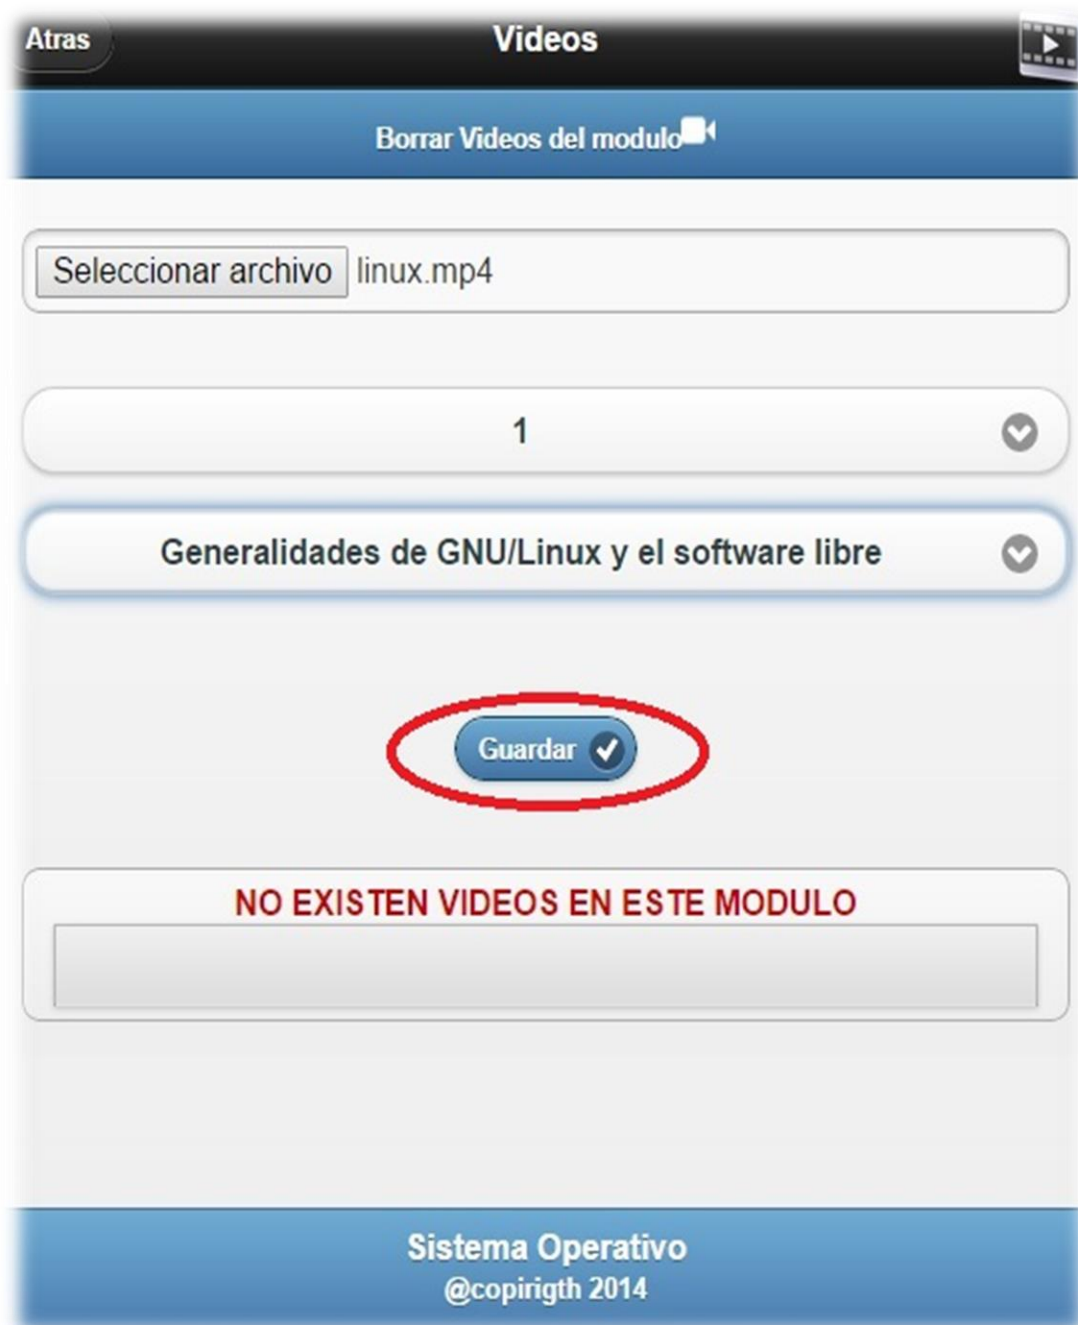 Atras
Videos
Borrar Videos del modulo
Seleccionar archivo linux.mp4
1
Generalidades de GNU/Linux y el software libre
Guardar
NO EXISTEN VIDEOS EN ESTE MODULO
Sistema Operativo
@copirigth 2014